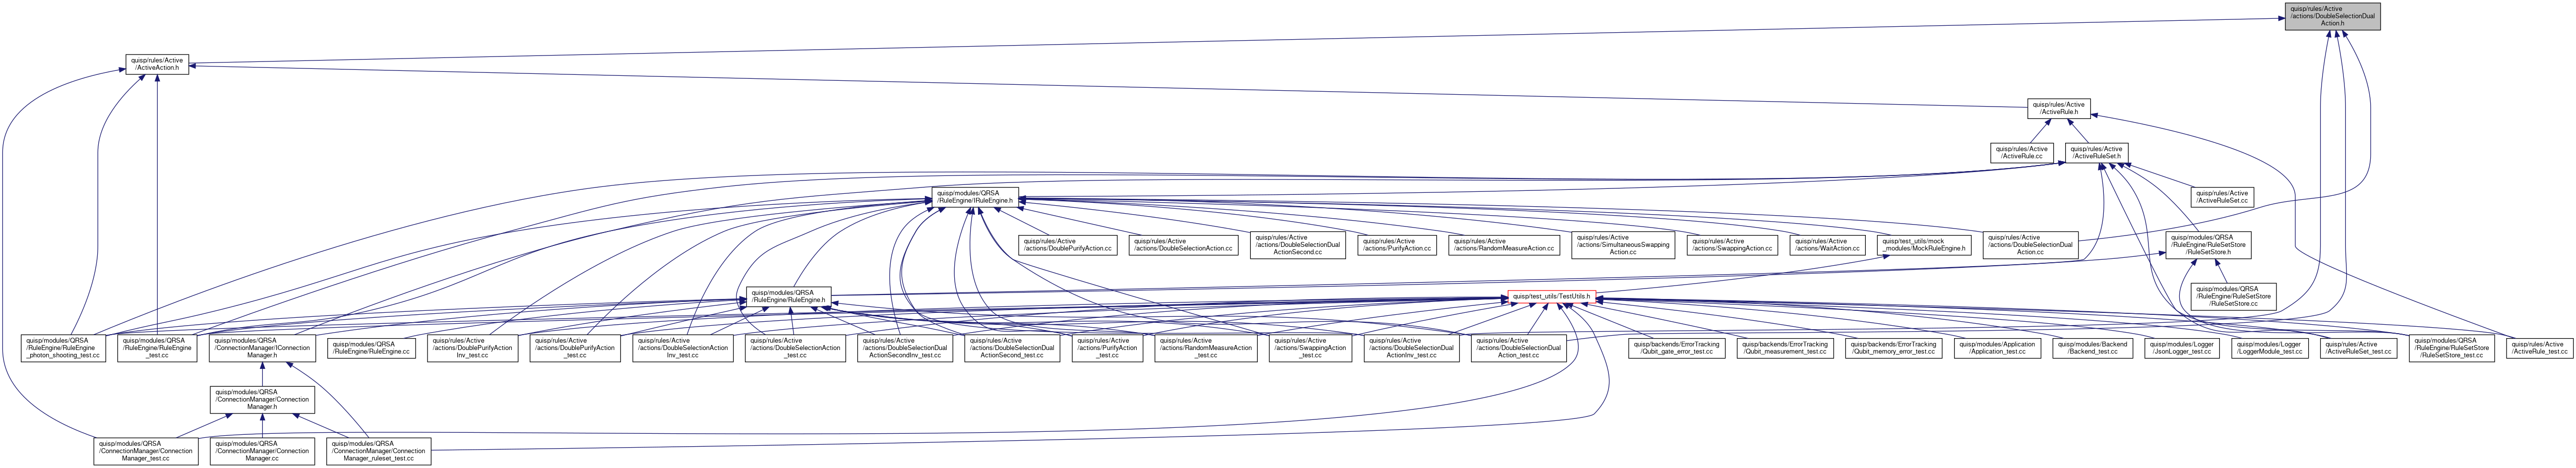 quisp/rules/Active
/actions/DoubleSelectionDual
Action.h
quisp/rules/Active
/ActiveAction.h
quisp/rules/Active
/ActiveRule.h
quisp/rules/Active
/ActiveRule.cc
quisp/rules/Active
/ActiveRuleSet.h
quisp/modules/QRSA
/RuleEngine/IRuleEngine.h
quisp/rules/Active
/ActiveRuleSet.cc
quisp/rules/Active
/actions/DoublePurifyAction.cc
quisp/rules/Active
/actions/DoubleSelectionAction.cc
quisp/rules/Active
/actions/DoubleSelectionDual
ActionSecond.cc
quisp/rules/Active
/actions/PurifyAction.cc
quisp/rules/Active
/actions/RandomMeasureAction.cc
quisp/rules/Active
/actions/SimultaneousSwapping
Action.cc
quisp/rules/Active
/actions/SwappingAction.cc
quisp/rules/Active
/actions/WaitAction.cc
quisp/test_utils/mock
_modules/MockRuleEngine.h
quisp/rules/Active
/actions/DoubleSelectionDual
Action.cc
quisp/modules/QRSA
/RuleEngine/RuleSetStore
/RuleSetStore.h
quisp/modules/QRSA
/RuleEngine/RuleEngine.h
quisp/test_utils/TestUtils.h
quisp/modules/QRSA
/RuleEngine/RuleSetStore
/RuleSetStore.cc
quisp/modules/QRSA
/RuleEngine/RuleEngine
_photon_shooting_test.cc
quisp/modules/QRSA
/RuleEngine/RuleEngine
_test.cc
quisp/modules/QRSA
/ConnectionManager/IConnection
Manager.h
quisp/modules/QRSA
/RuleEngine/RuleEngine.cc
quisp/rules/Active
/actions/DoublePurifyAction
Inv_test.cc
quisp/rules/Active
/actions/DoublePurifyAction
_test.cc
quisp/rules/Active
/actions/DoubleSelectionAction
Inv_test.cc
quisp/rules/Active
/actions/DoubleSelectionAction
_test.cc
quisp/rules/Active
/actions/DoubleSelectionDual
ActionSecondInv_test.cc
quisp/rules/Active
/actions/DoubleSelectionDual
ActionSecond_test.cc
quisp/rules/Active
/actions/PurifyAction
_test.cc
quisp/rules/Active
/actions/RandomMeasureAction
_test.cc
quisp/rules/Active
/actions/SwappingAction
_test.cc
quisp/rules/Active
/actions/DoubleSelectionDual
ActionInv_test.cc
quisp/rules/Active
/actions/DoubleSelectionDual
Action_test.cc
quisp/backends/ErrorTracking
/Qubit_gate_error_test.cc
quisp/backends/ErrorTracking
/Qubit_measurement_test.cc
quisp/backends/ErrorTracking
/Qubit_memory_error_test.cc
quisp/modules/Application
/Application_test.cc
quisp/modules/Backend
/Backend_test.cc
quisp/modules/Logger
/JsonLogger_test.cc
quisp/modules/Logger
/LoggerModule_test.cc
quisp/rules/Active
/ActiveRuleSet_test.cc
quisp/modules/QRSA
/RuleEngine/RuleSetStore
/RuleSetStore_test.cc
quisp/rules/Active
/ActiveRule_test.cc
quisp/modules/QRSA
/ConnectionManager/Connection
Manager.h
quisp/modules/QRSA
/ConnectionManager/Connection
Manager_test.cc
quisp/modules/QRSA
/ConnectionManager/Connection
Manager.cc
quisp/modules/QRSA
/ConnectionManager/Connection
Manager_ruleset_test.cc